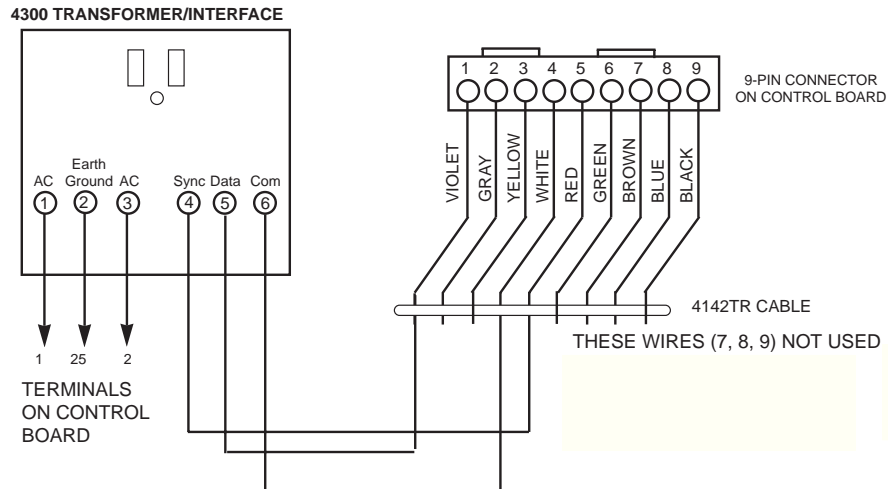 4300 TRANSFORMER/INTERFACE
1 2 3 4 5 6 7 8 9
9-PIN CONNECTOR
ON CONTROL BOARD
VIOLET
GRAY
YELLOW
WHITE
RED
GREEN
BROWN
BLUE
BLACK
Earth
AC Ground AC Sync Data Com
1 2 3 4 5 6
4142TR CABLE
THESE WIRES (7, 8, 9) NOT USED
1 25 2
TERMINALS
ON CONTROL
BOARD